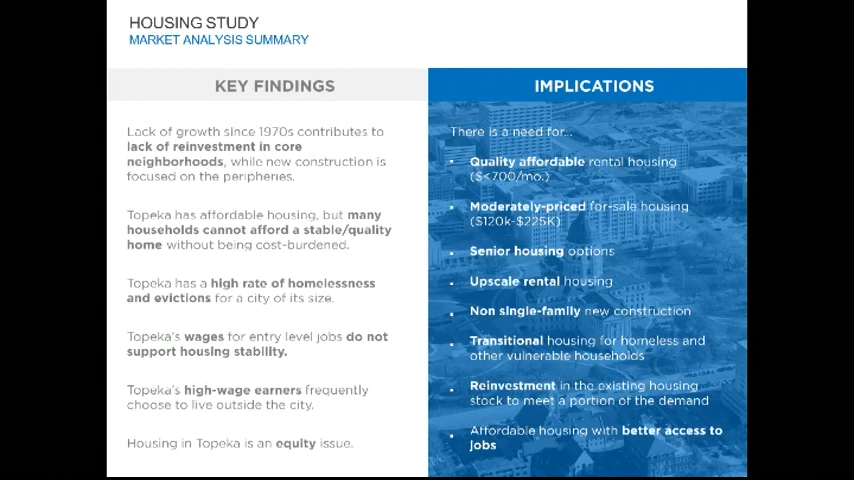 HOUSING STUDY
MARKET ANALYSIS SUMMARY
KEY FINDINGS
Lack of growth since 1970s contributes to
lack of reinvestment in core
neighborhoods, while new construction is
focused on the peripheries.
Topeka has affordable housing, but many
households cannot afford a stable/quality
home without being cost-burdened.
Topeka has a high rate of homelessness
and evictions for a city of its size.
Topeka's wages for entry level jobs do not
support housing stability.
Topeka's high-wage earners frequently
choose to live outside the city.
Housing in Topeka is an equity issue.
IMPLICATIONS
There is a need for...
• Quality affordable rental housing
($<700/mo.)
• Moderately-priced for-sale housing
($120k-$225K)
• Senior housing options
• Upscale rental housing
• Non single-family new construction
• Transitional housing for homeless and
other vulnerable households
• Reinvestment in the existing housing
stock to meet a portion of the demand
• Affordable housing with better access to
jobs